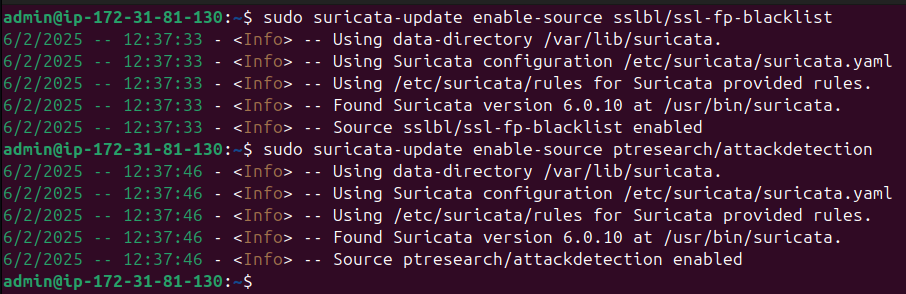 admin@ip-172-31-81-130:~$ sudo suricata-update enable-source sslbl/ssl-fp-blacklist
6/2/2025 -- 12:37:33 - <Info> -- Using data-directory /var/lib/suricata.
6/2/2025 -- 12:37:33 - <Info> -- Using Suricata configuration /etc/suricata/suricata.yaml
6/2/2025 -- 12:37:33 - <Info> -- Using /etc/suricata/rules for Suricata provided rules.
6/2/2025 -- 12:37:33 - <Info> -- Found Suricata version 6.0.10 at /usr/bin/suricata.
6/2/2025 -- 12:37:33 - <Info> -- Source sslbl/ssl-fp-blacklist enabled
admin@ip-172-31-81-130:~$ sudo suricata-update enable-source ptresearch/attackdetection
6/2/2025 -- 12:37:46 - <Info> -- Using data-directory /var/lib/suricata.
6/2/2025 -- 12:37:46 - <Info> -- Using Suricata configuration /etc/suricata/suricata.yaml
6/2/2025 -- 12:37:46 - <Info> -- Using /etc/suricata/rules for Suricata provided rules.
6/2/2025 -- 12:37:46 - <Info> -- Found Suricata version 6.0.10 at /usr/bin/suricata.
6/2/2025 -- 12:37:46 - <Info> -- Source ptresearch/attackdetection enabled
admin@ip-172-31-81-130:~$